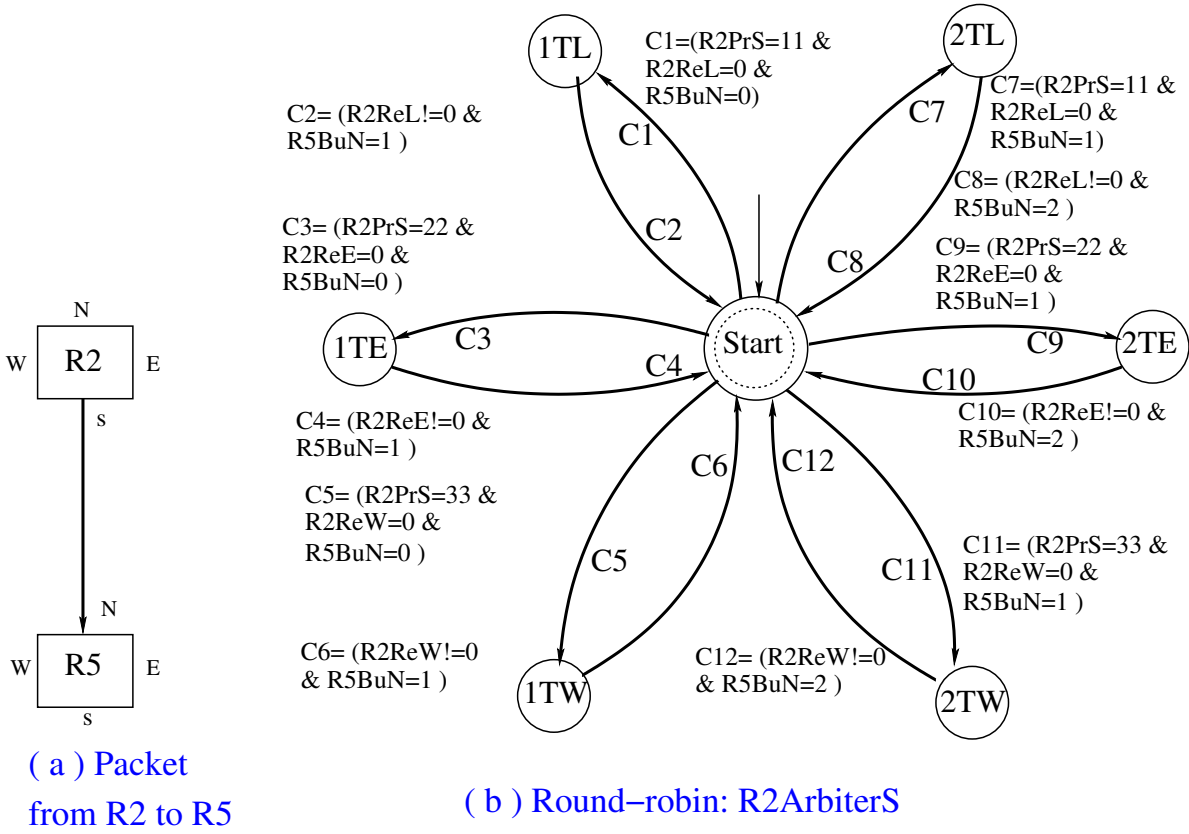 1TL
C1=(R2PrS=11 &
R2ReL=0 &
R5BuN=0)
2TL
C7=(R2PrS=11 &
R2ReL=0 &
R5BuN=1)
C2= (R2ReL!=0 &
R5BuN=1 )
C1
C7
C8= (R2ReL!=0 &
R5BuN=2 )
C3= (R2PrS=22 &
R2ReE=0 &
R5BuN=0 )
C2
C8
C9= (R2PrS=22 &
R2ReE=0 &
R5BuN=1 )
N
W
R2
E
s
1TE
C3
C4
Start
C9
C10
2TE
C4= (R2ReE!=0 &
R5BuN=1 )
C10= (R2ReE!=0 &
R5BuN=2 )
C6
C12
C5= (R2PrS=33 &
R2ReW=0 &
R5BuN=0 )
C5
C11
C11= (R2PrS=33 &
R2ReW=0 &
R5BuN=1 )
N
W
R5
E
s
C6= (R2ReW!=0
& R5BuN=1 )
1TW
C12= (R2ReW!=0
& R5BuN=2 )
2TW
( a ) Packet
from R2 to R5
( b ) Round−robin: R2ArbiterS